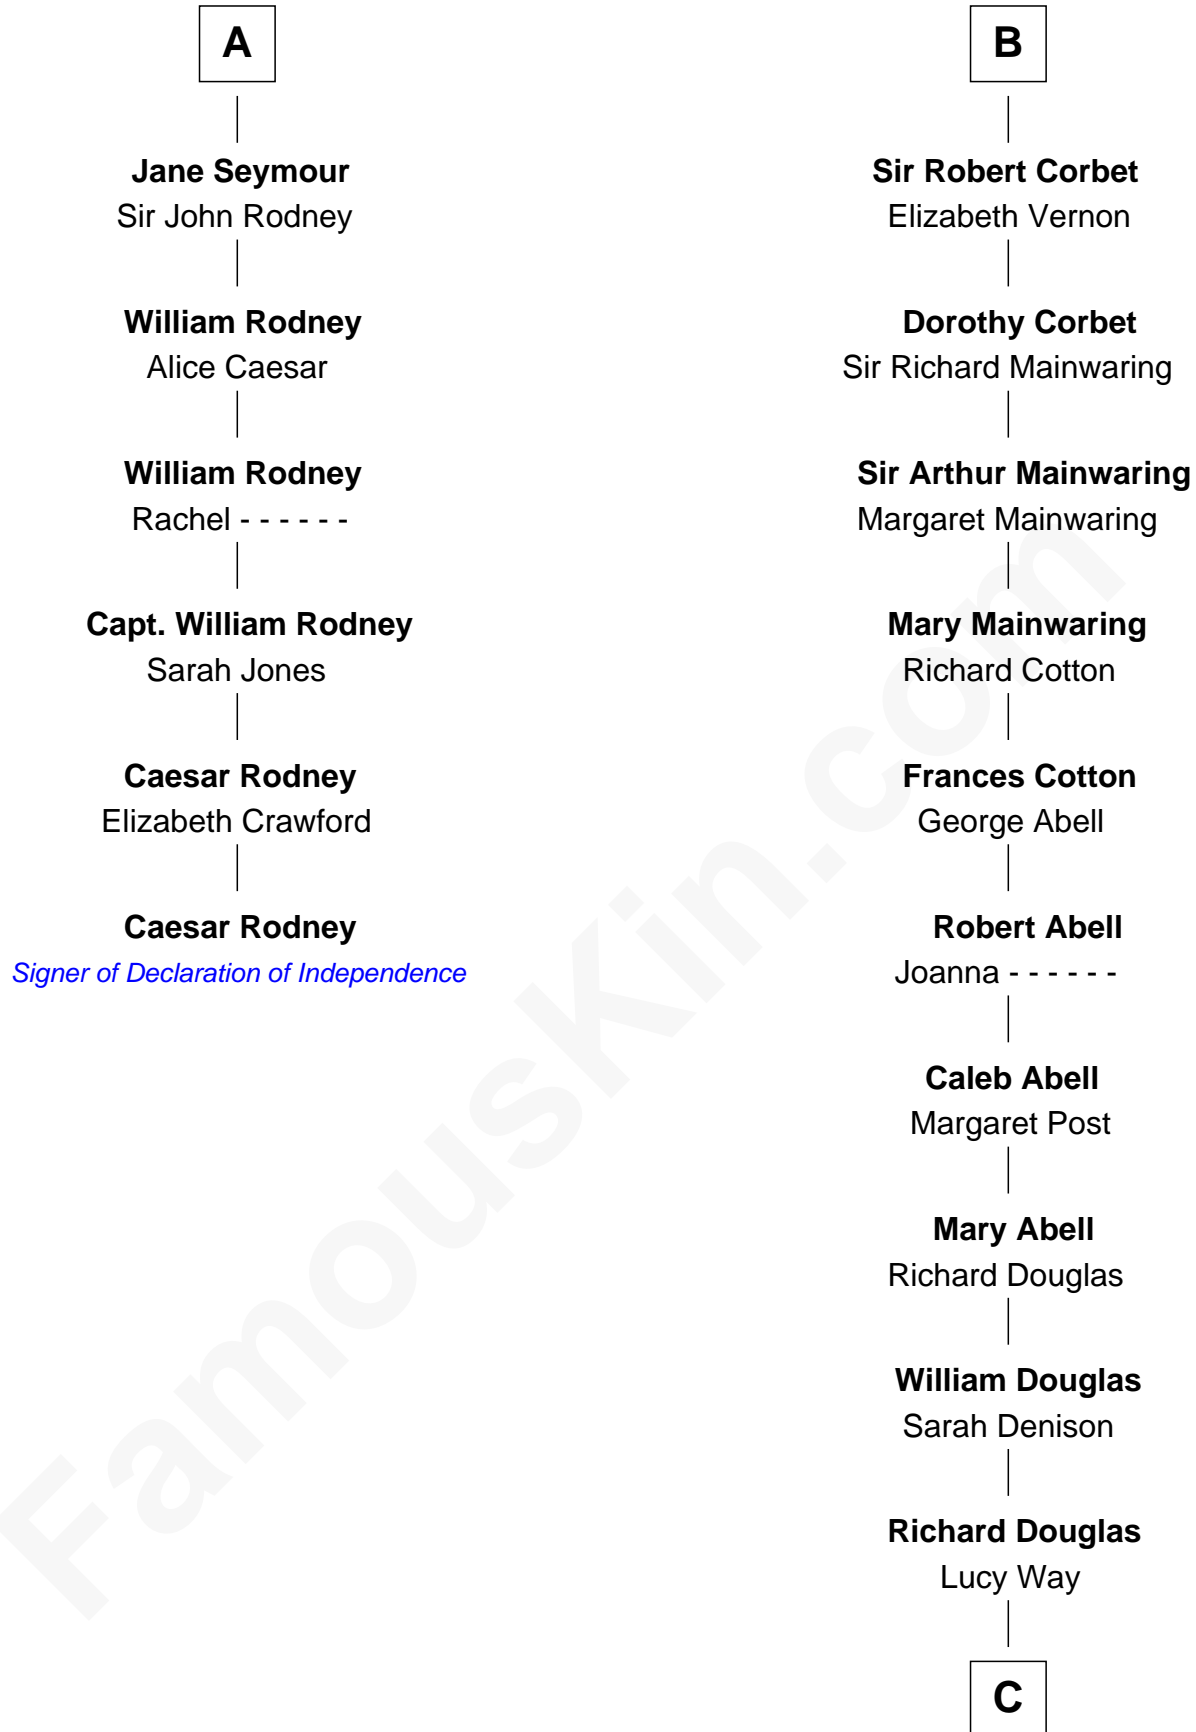 A
Jane Seymour
Sir John Rodney
William Rodney
Alice Caesar
William Rodney
Rachel - - - - - -
Capt. William Rodney
Sarah Jones
Caesar Rodney
Elizabeth Crawford
Caesar Rodney
Signer of Declaration of Independence
B
Sir Robert Corbet
Elizabeth Vernon
Dorothy Corbet
Sir Richard Mainwaring
Sir Arthur Mainwaring
Margaret Mainwaring
Mary Mainwaring
Richard Cotton
Frances Cotton
George Abell
Robert Abell
Joanna - - - - - -
Caleb Abell
Margaret Post
Mary Abell
Richard Douglas
William Douglas
Sarah Denison
Richard Douglas
Lucy Way
C
FamousKin.com